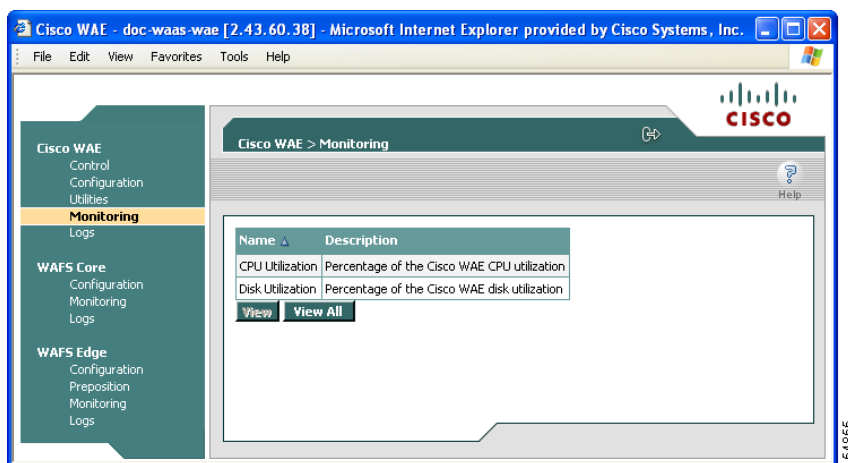 Cisco WAE - doc-waas-wae [2.43.60.38] - Microsoft Internet Explorer provided by Cisco Systems, Inc.
File Edit View Favorites Tools Help
CISCO
Cisco WAE > Monitoring
Help
Cisco WAE
Control
Configuration
Utilities
Monitoring
Logs
WAFS Core
Configuration
Monitoring
Logs
WAFS Edge
Configuration
Preposition
Monitoring
Logs
Name Description
CPU Utilization Percentage of the Cisco WAE CPU utilization
Disk Utilization Percentage of the Cisco WAE disk utilization
View View All